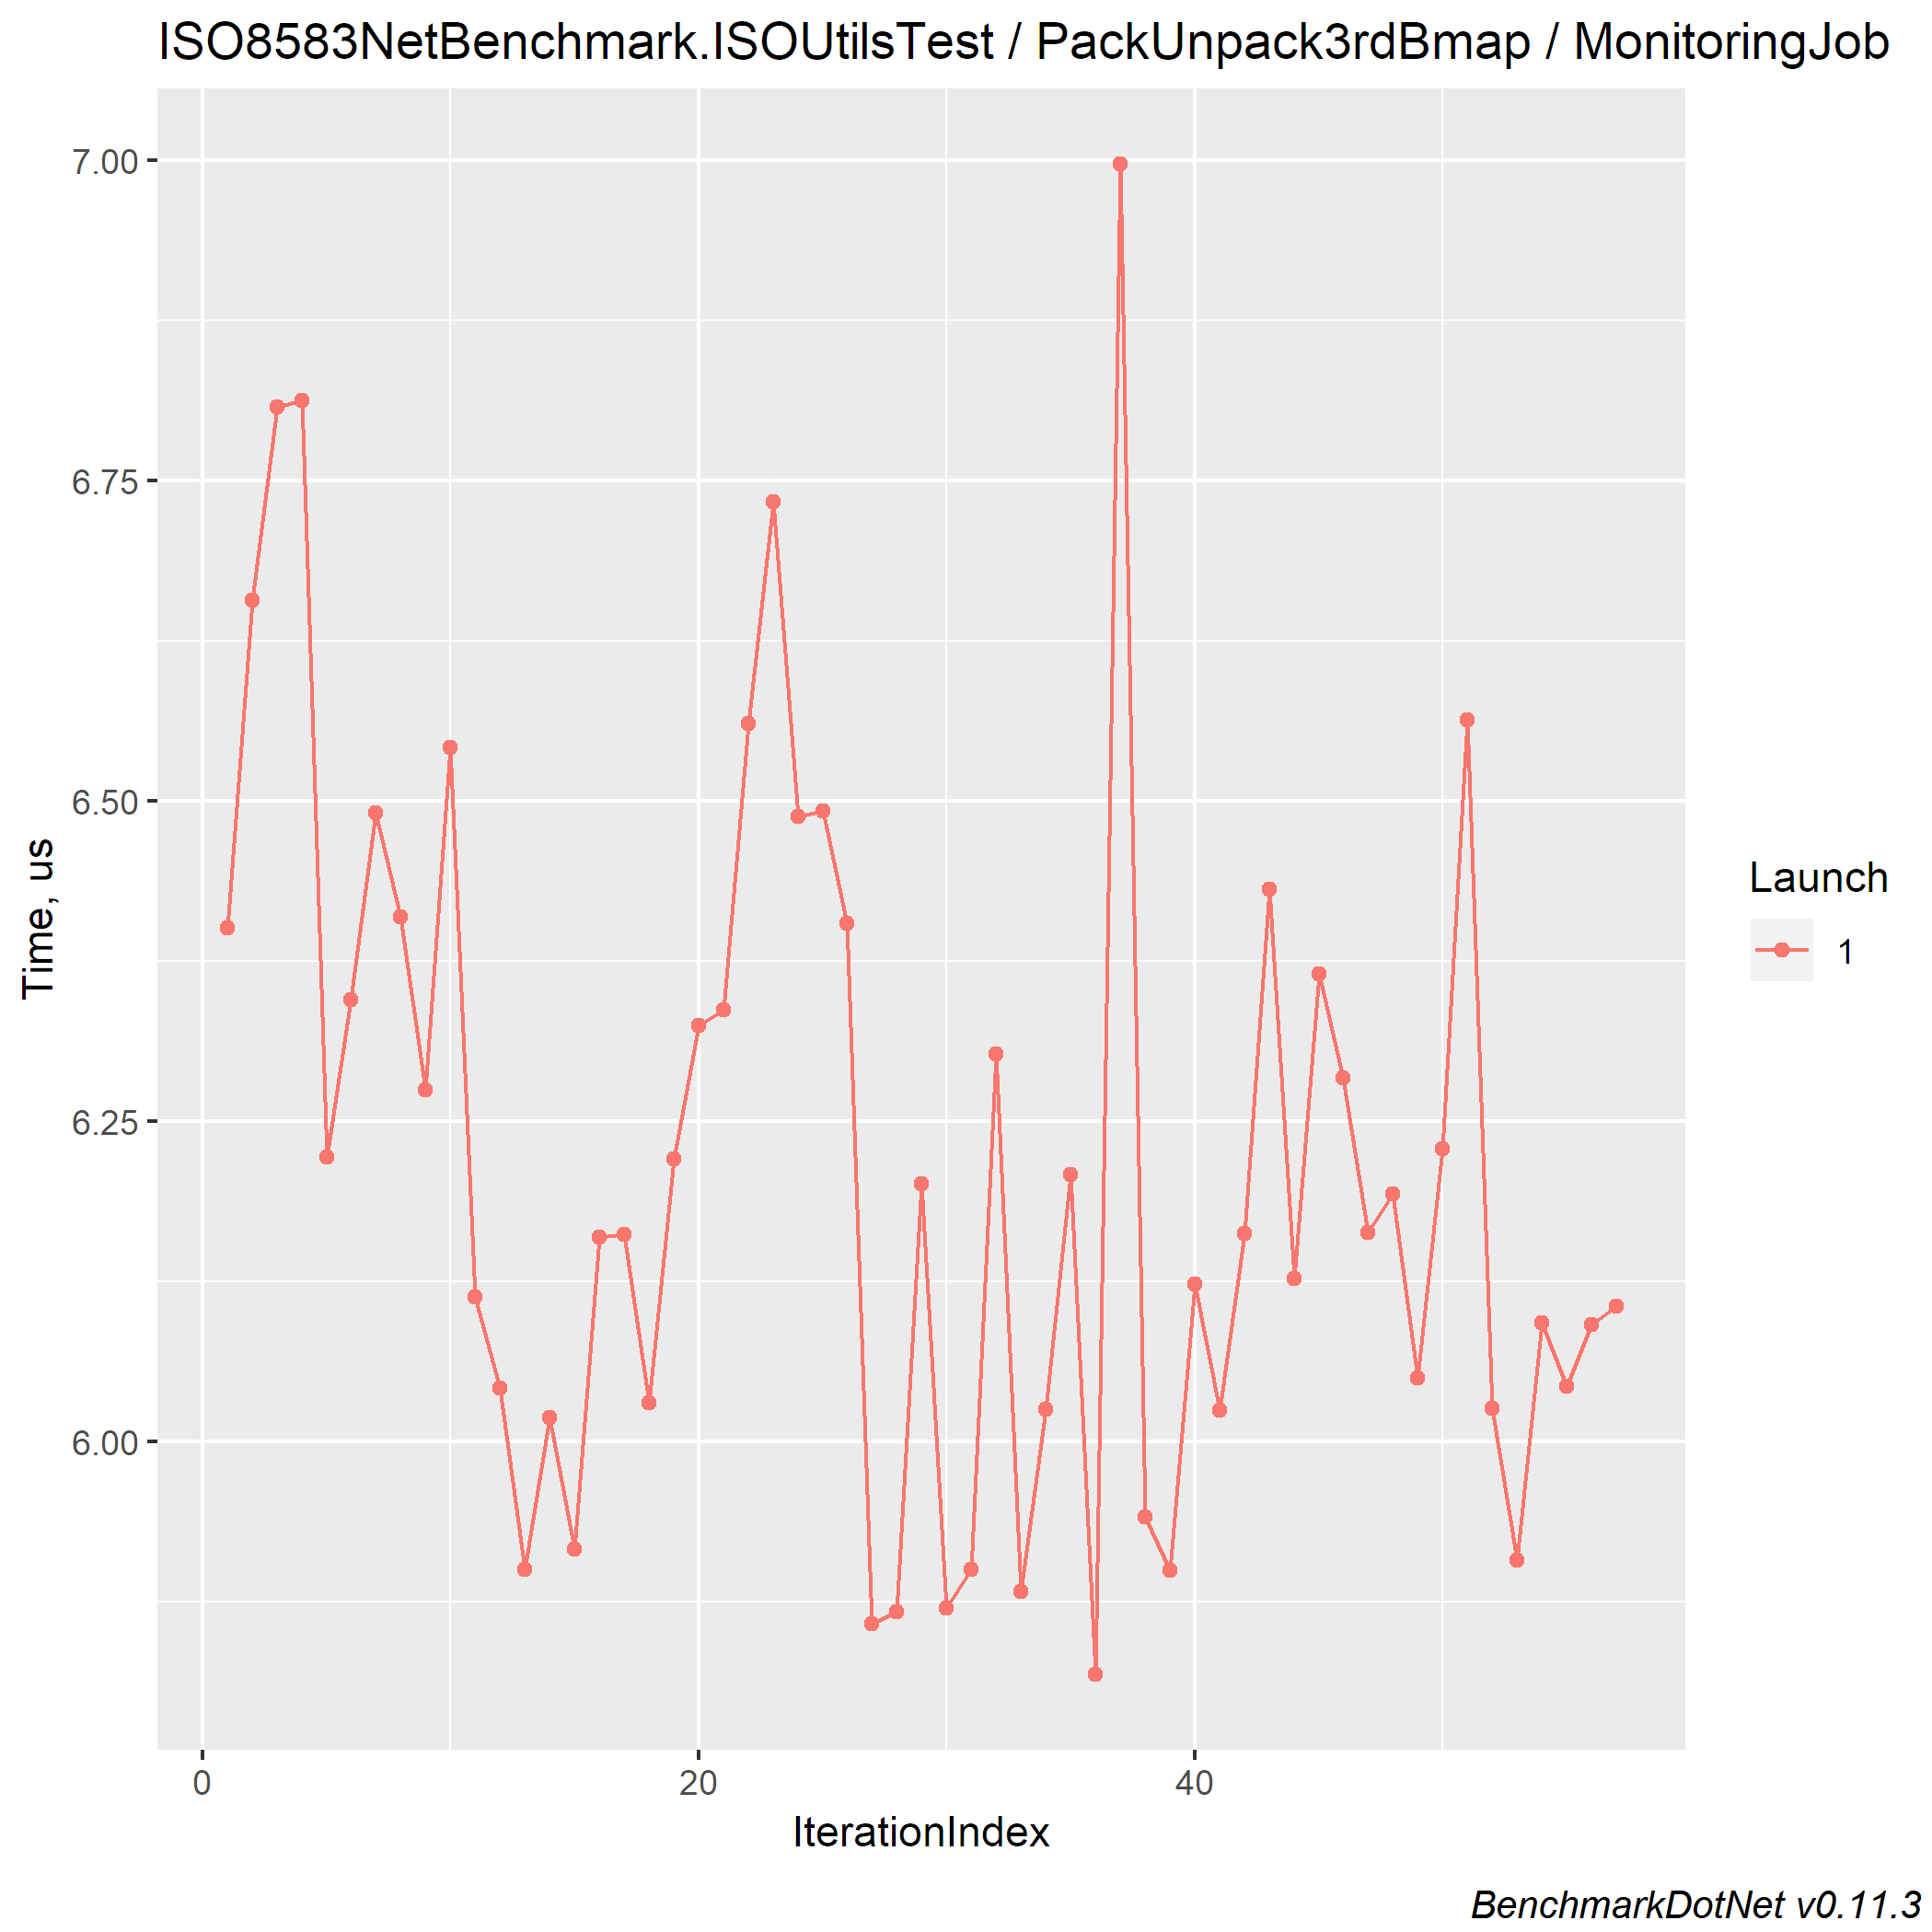 ISO8583NetBenchmark.ISOUtilsTest / PackUnpack3rdBmap / MonitoringJob
7.00
6.75
6.50
6.25
6.00
Time, us
0 20 40
IterationIndex
Launch
1
BenchmarkDotNet v0.11.3